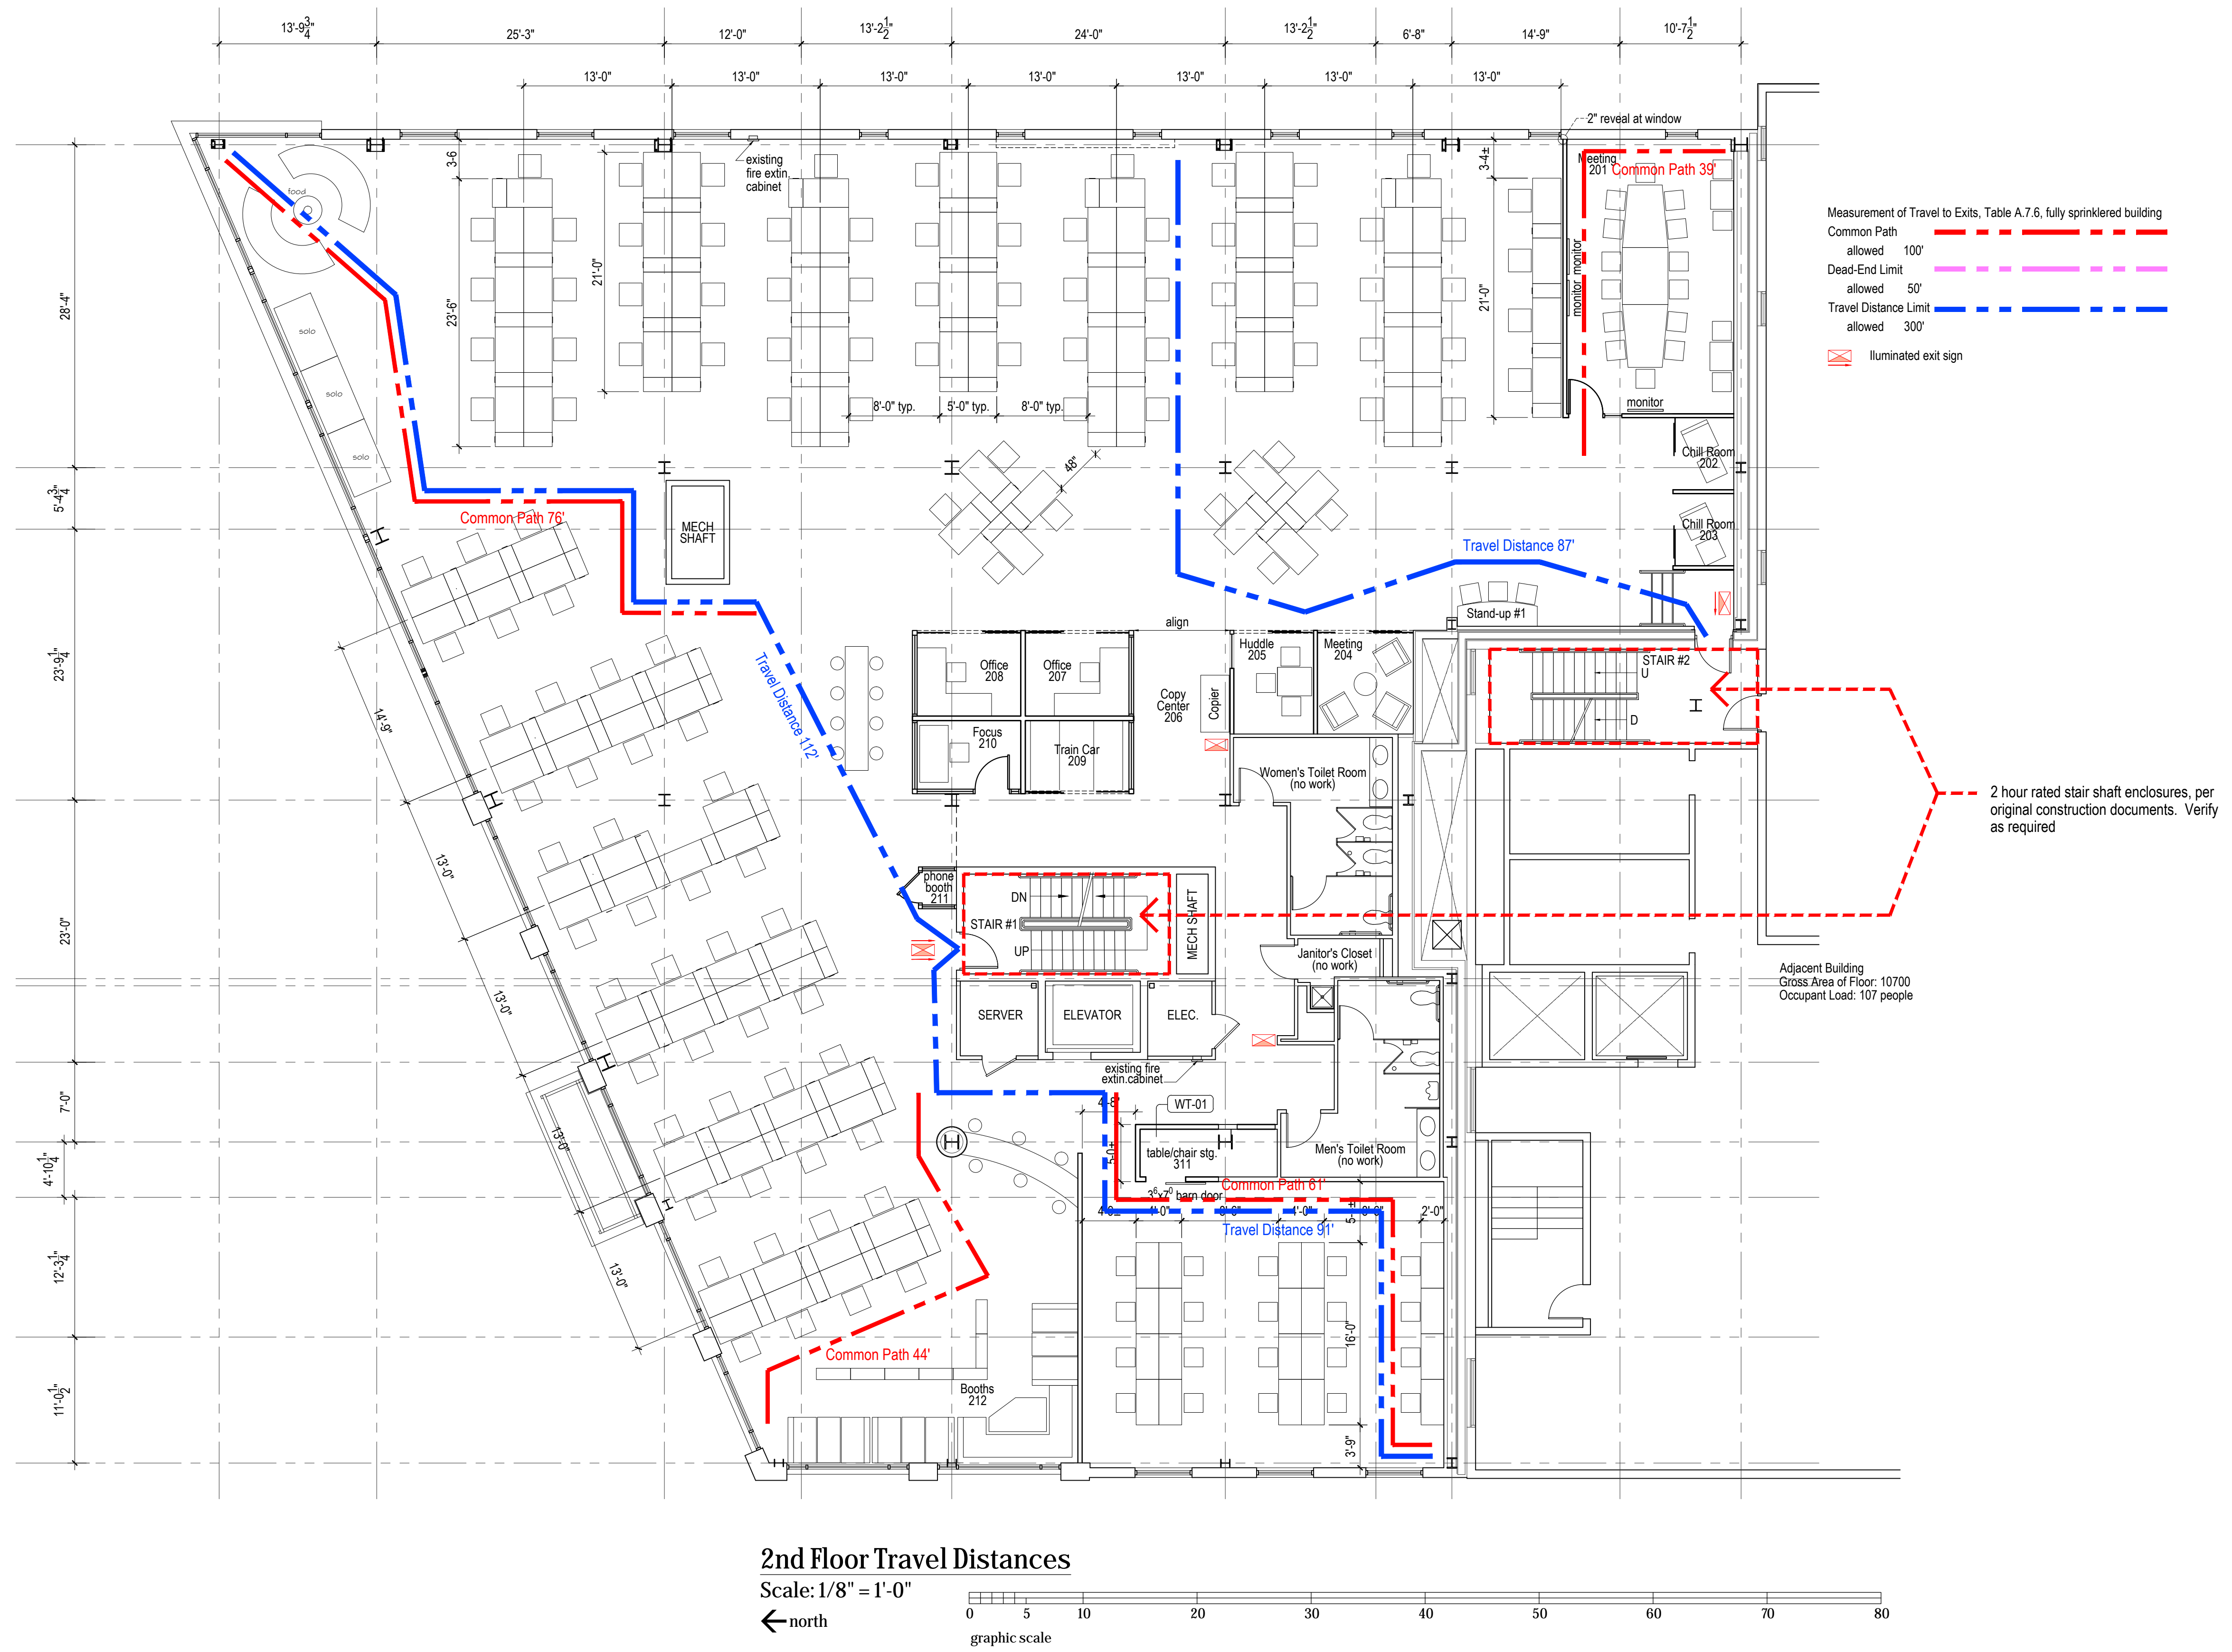 13'-9 3/4"
25'-3"
12'-0"
13'-2 1/2"
24'-0"
13'-2 1/2"
6'-8"
14'-9"
10'-7 1/2"
13'-0"
13'-0"
13'-0"
13'-0"
13'-0"
13'-0"
13'-0"
2" reveal at window
existing
fire extin.
cabinet
3-6
3-4±
Meeting
201
Common Path 39'
food
28'-4"
21'-0"
23'-6"
21'-0"
monitor
monitor
monitor
solo
solo
solo
8'-0" typ.
5'-0" typ.
8'-0" typ.
48"
Measurement of Travel to Exits, Table A.7.6, fully sprinklered building
Common Path
allowed 100'
Dead-End Limit
allowed 50'
Travel Distance Limit
allowed 300'
Iluminated exit sign
Chill Room
202
Chill Room
203
5'-4 3/4"
Common Path 76'
MECH
SHAFT
Travel Distance 87'
Stand-up #1
align
23'-9 1/4"
Travel Distance 112'
Office
208
Office
207
Huddle
205
Meeting
204
Copy
Center
206
Copier
Focus
210
Train Car
209
STAIR #2
U
D
14'-9"
Women's Toilet Room
(no work)
2 hour rated stair shaft enclosures, per
original construction documents. Verify
as required
13'-0"
phone
booth
211
DN
STAIR #1
UP
MECH SHAFT
23'-0"
Janitor's Closet
(no work)
Adjacent Building
Gross Area of Floor: 10700
Occupant Load: 107 people
13'-0"
SERVER
ELEVATOR
ELEC.
existing fire
extin.cabinet
7'-0"
WT-01
13'-0"
table/chair stg.
311
Men's Toilet Room
(no work)
4'-10 1/4"
3⁶x7⁰ barn door
Common Path 61'
2'-0"
Travel Distance 91'
12'-3 1/4"
13'-0"
16'-0"
Common Path 44'
Booths
212
11'-0 1/2"
3'-9"
2nd Floor Travel Distances
Scale: 1/8" = 1'-0"
north
0 5 10 20 30 40 50 60 70 80
graphic scale